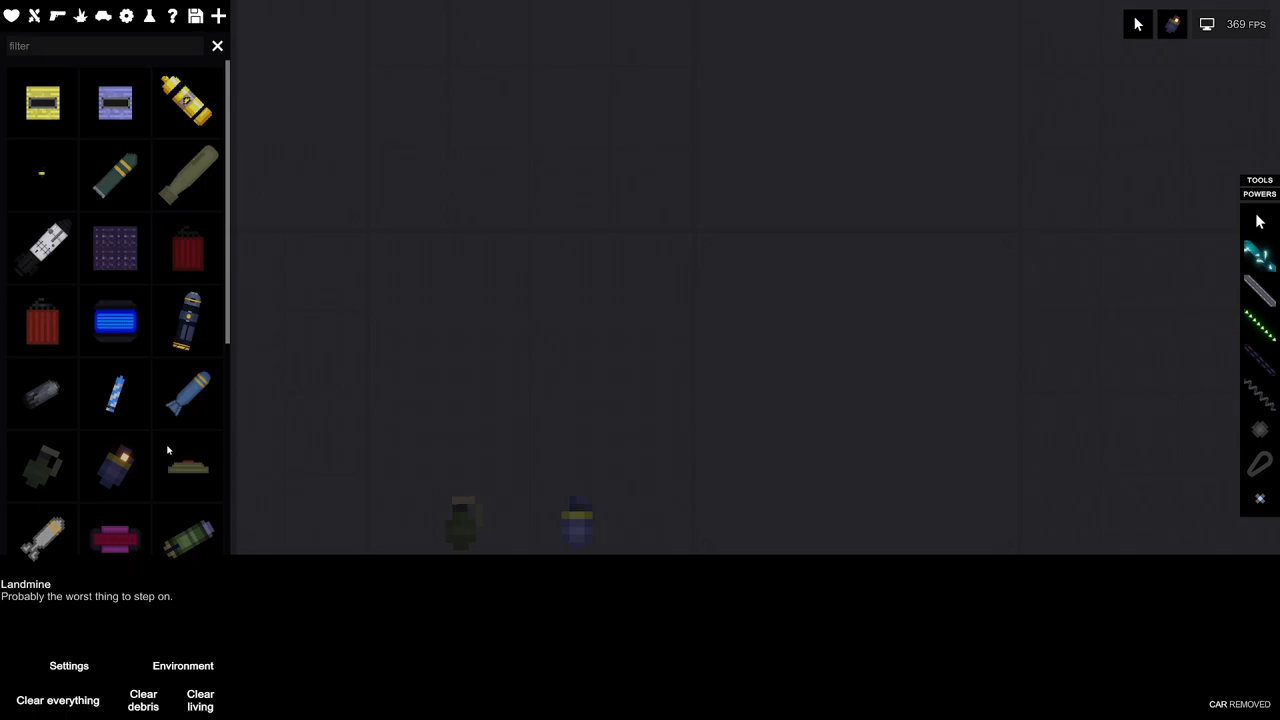 filter
369 FPS
TOOLS
POWERS
Landmine
Probably the worst thing to step on.
Settings
Environment
Clear everything
Clear
debris
Clear
living
CAR REMOVED